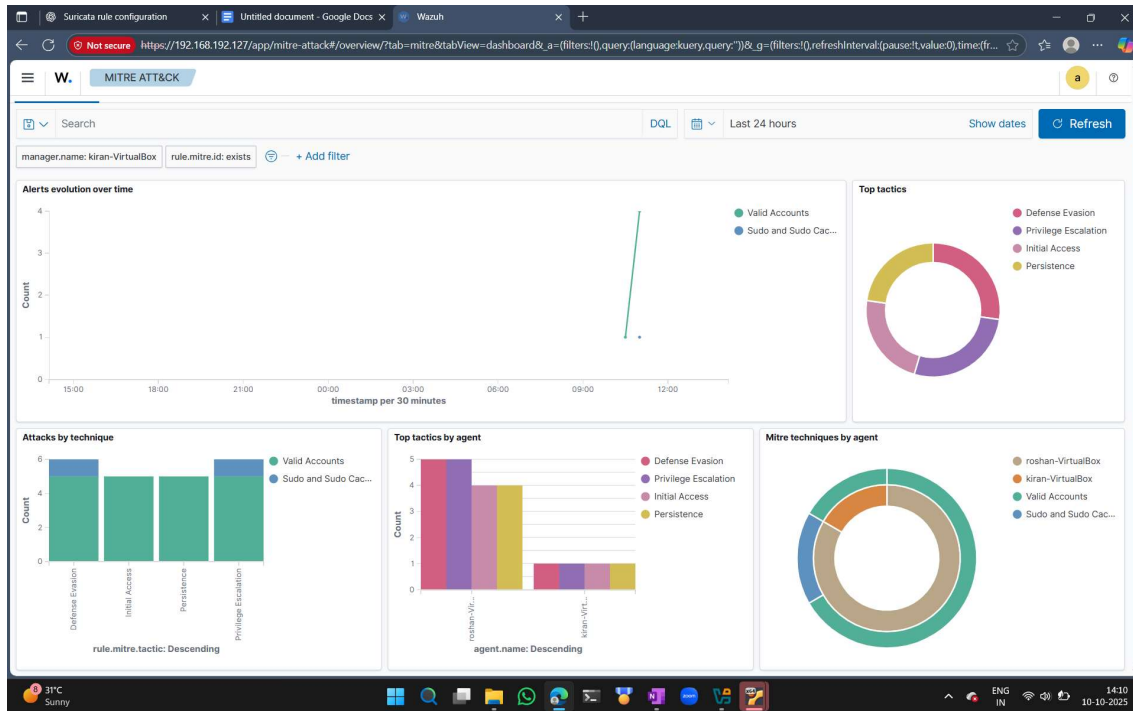 Suricata rule configuration
Untitled document - Google Docs
Wazuh
Not secure https://192.168.192.127/app/mitre-attack#/overview/?tab=mitre&tabView=dashboard&_a=(filters:!(),query:(language:kuery,query:''))&_g=(filters:!(),refreshInterval:(pause:!t,value:0),time:(fr...
W. MITRE ATT&CK a
Search DQL Last 24 hours Show dates Refresh
manager.name: kiran-VirtualBox rule.mitre.id: exists + Add filter
Alerts evolution over time
4
3
2
1
0
Count
15:00 18:00 21:00 00:00 03:00 06:00 09:00 12:00
timestamp per 30 minutes
Valid Accounts
Sudo and Sudo Cac...
Top tactics
Defense Evasion
Privilege Escalation
Initial Access
Persistence
Attacks by technique
6
4
2
0
Count
Defense Evasion
Initial Access
Persistence
Privilege Escalation
rule.mitre.tactic: Descending
Valid Accounts
Sudo and Sudo Cac...
Top tactics by agent
5
4
3
2
1
0
Count
roshan-Vir...
kiran-Virt...
agent.name: Descending
Defense Evasion
Privilege Escalation
Initial Access
Persistence
Mitre techniques by agent
roshan-VirtualBox
kiran-VirtualBox
Valid Accounts
Sudo and Sudo Cac...
8
31°C
Sunny
ENG
IN
14:10
10-10-2025